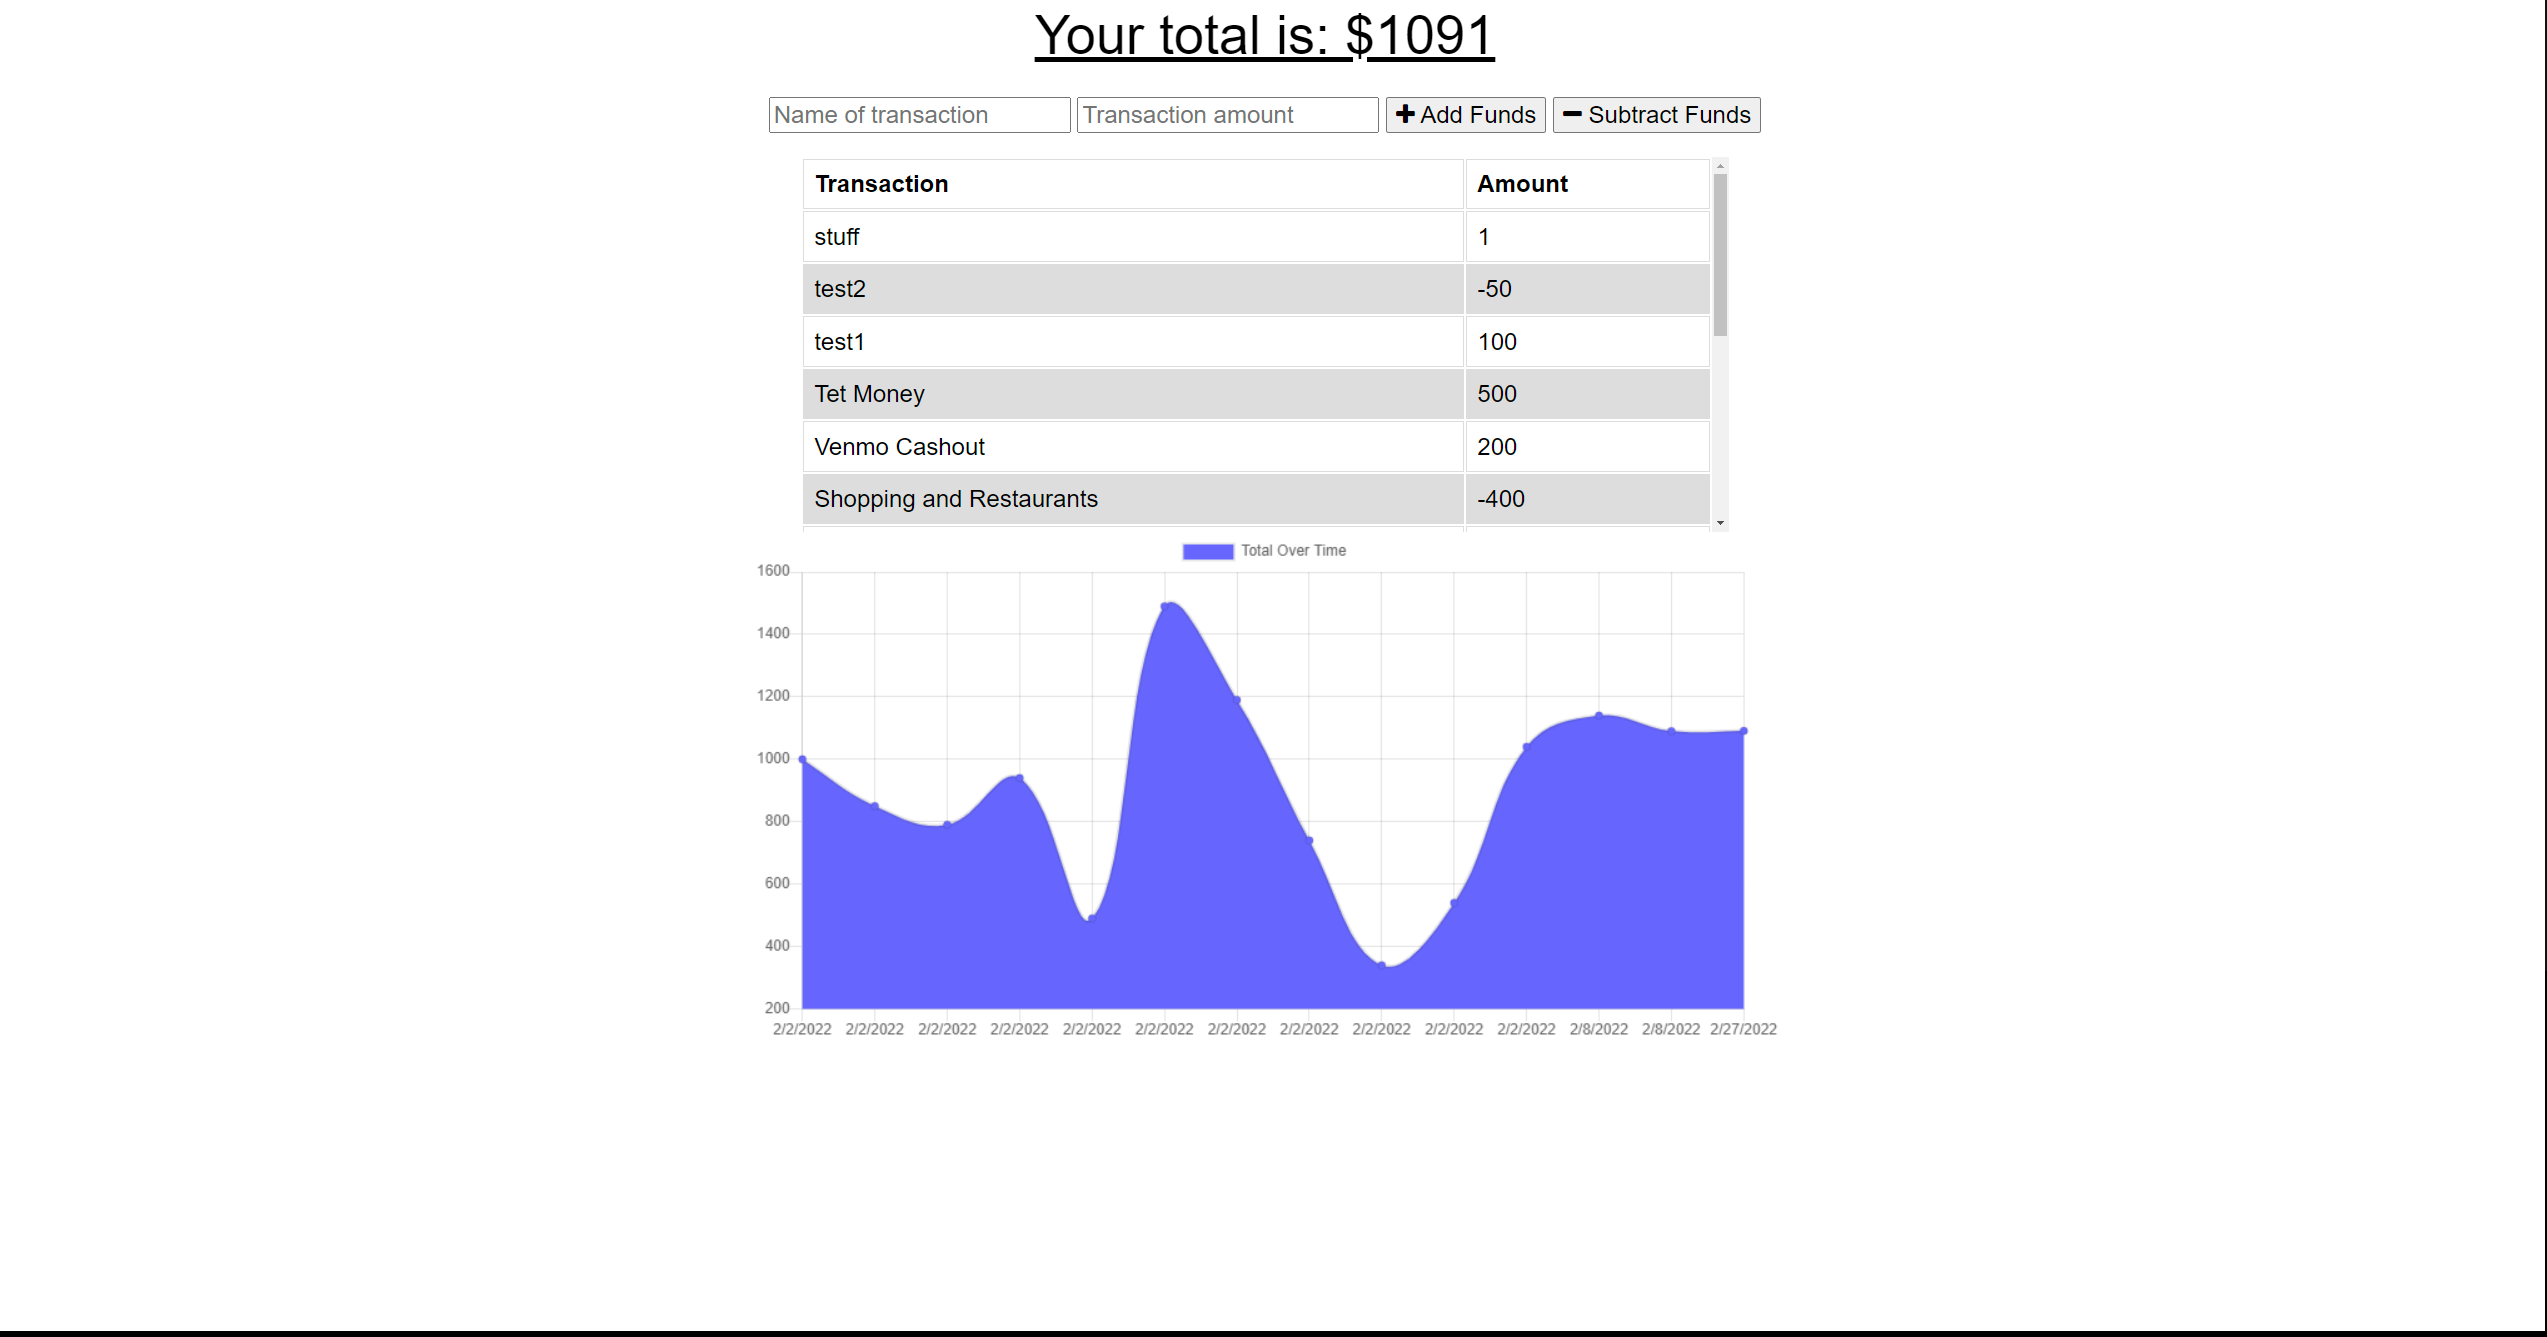 Your total is: $1091
Name of transaction Transaction amount Add Funds Subtract Funds
Transaction Amount
stuff 1
test2 -50
test1 100
Tet Money 500
Venmo Cashout 200
Shopping and Restaurants -400
Total Over Time
1600
1400
1200
1000
800
600
400
200
2/2/2022 2/2/2022 2/2/2022 2/2/2022 2/2/2022 2/2/2022 2/2/2022 2/2/2022 2/2/2022 2/2/2022 2/2/2022 2/8/2022 2/8/2022 2/27/2022